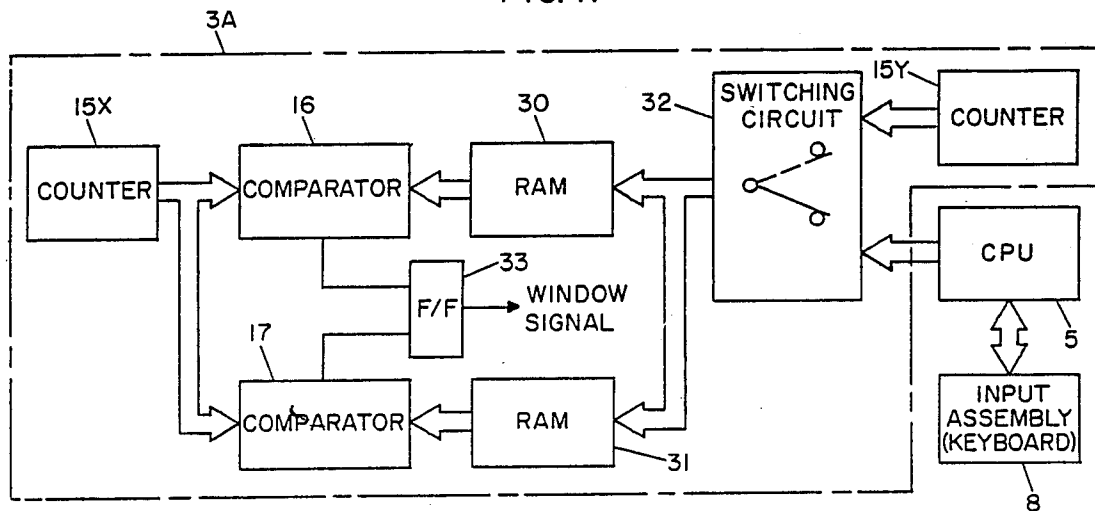 3A
15X
COUNTER
16
COMPARATOR
30
RAM
32
SWITCHING
CIRCUIT
15Y
COUNTER
CPU
5
33
F/F
WINDOW
SIGNAL
17
COMPARATOR
RAM
31
INPUT
ASSEMBLY
(KEYBOARD)
8